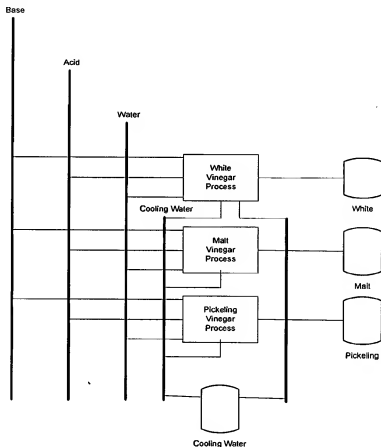 Base
Acid
Water
White
Vinegar
Process
White
Cooling Water
Malt
Vinegar
Process
Malt
Pickeling
Vinegar
Process
Pickeling
Cooling Water